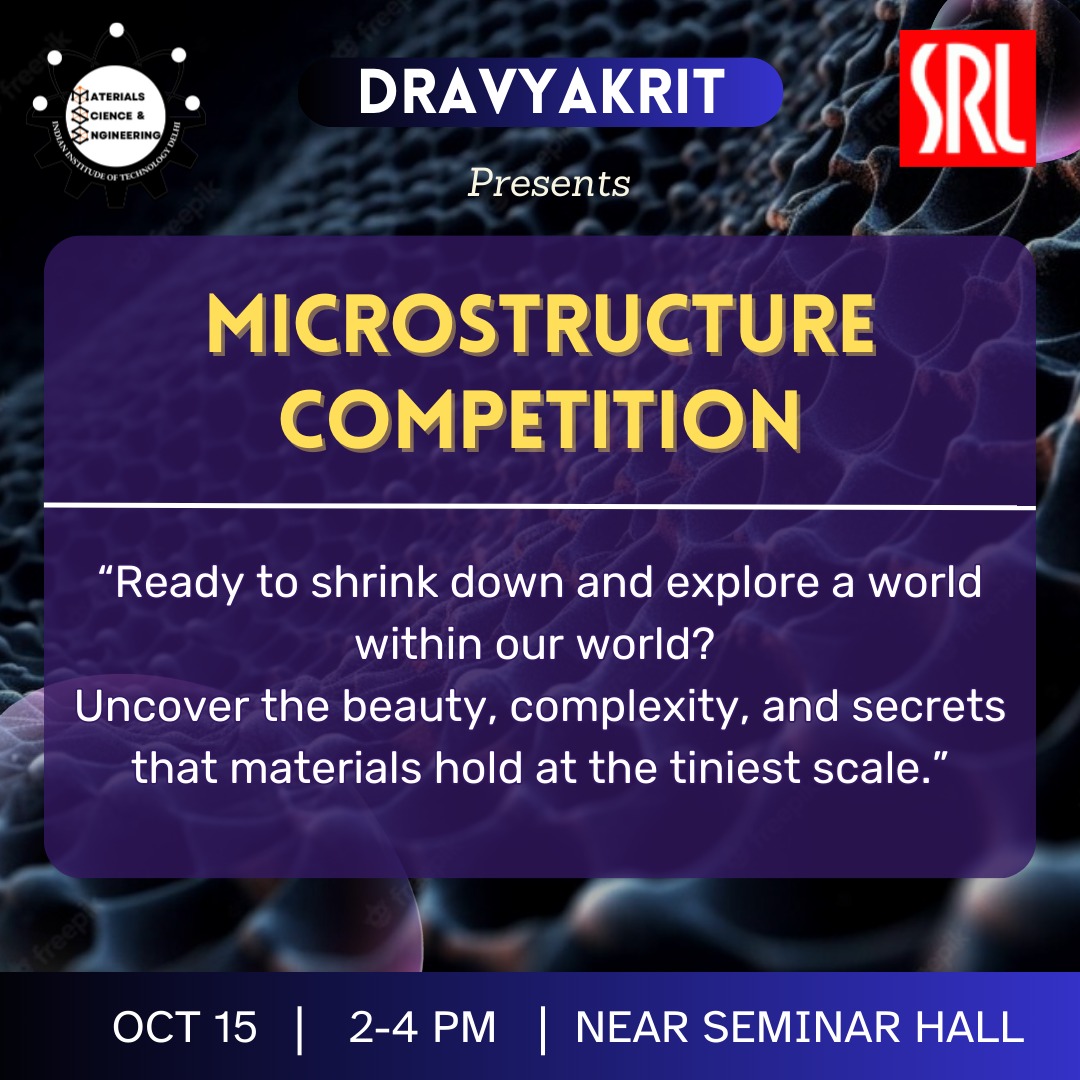 MATERIALS
SCIENCE &
ENGINEERING
INDIAN INSTITUTE OF TECHNOLOGY DELHI
DRAVYAKRIT
SRL
Presents
MICROSTRUCTURE
COMPETITION
“Ready to shrink down and explore a world
within our world?
Uncover the beauty, complexity, and secrets
that materials hold at the tiniest scale.”
OCT 15 | 2-4 PM | NEAR SEMINAR HALL
freepik